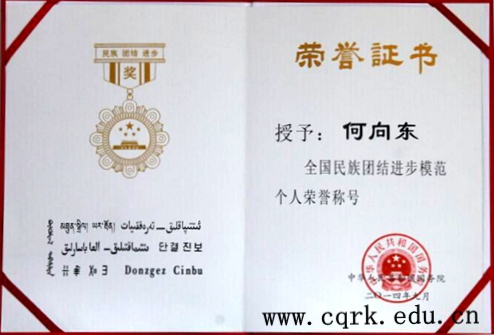 民族 团结 进步
奖
단결 진보
Donzgez Cinbu
荣誉証书
授予：何向东
全国民族团结进步模范
个人荣誉称号
中华人民共和国国务院
二〇一四年九月
www.cqrk.edu.cn